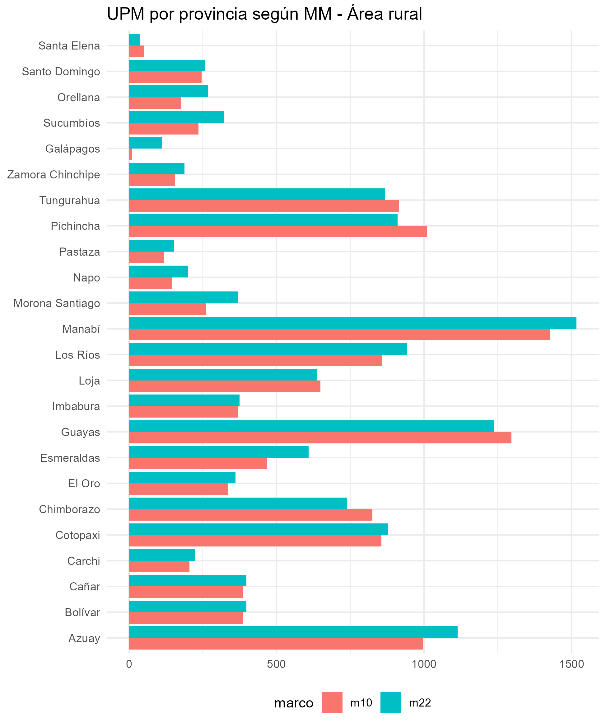 UPM por provincia según MM - Área rural
Santa Elena
Santo Domingo
Orellana
Sucumbíos
Galápagos
Zamora Chinchipe
Tungurahua
Pichincha
Pastaza
Napo
Morona Santiago
Manabí
Los Ríos
Loja
Imbabura
Guayas
Esmeraldas
El Oro
Chimborazo
Cotopaxi
Carchi
Cañar
Bolívar
Azuay
0 500 1000 1500
marco m10 m22